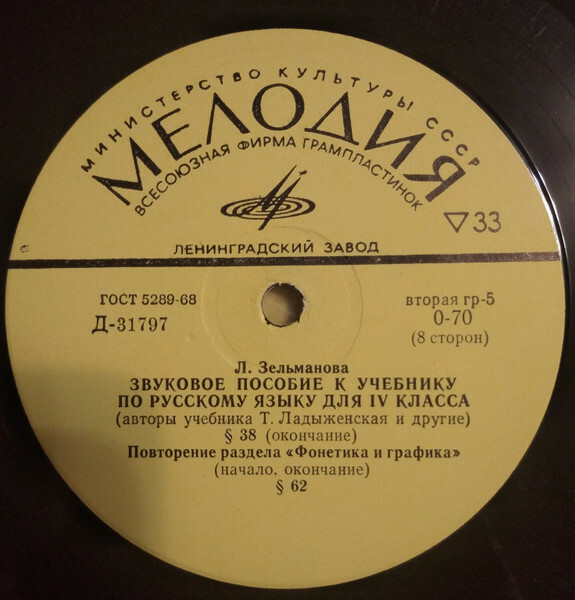 МИНИСТЕРСТВО КУЛЬТУРЫ СССР
МЕЛОДИЯ
ВСЕСОЮЗНАЯ ФИРМА ГРАМПЛАСТИНОК
▽33
ЛЕНИНГРАДСКИЙ ЗАВОД
ГОСТ 5289-68
Д-31797
вторая гр-5
0-70
(8 сторон)
Л. Зельманова
ЗВУКОВОЕ ПОСОБИЕ К УЧЕБНИКУ
ПО РУССКОМУ ЯЗЫКУ ДЛЯ IV КЛАССА
(авторы учебника Т. Ладыженская и другие)
§ 38 (окончание)
Повторение раздела «Фонетика и графика»
(начало. окончание)
§ 62